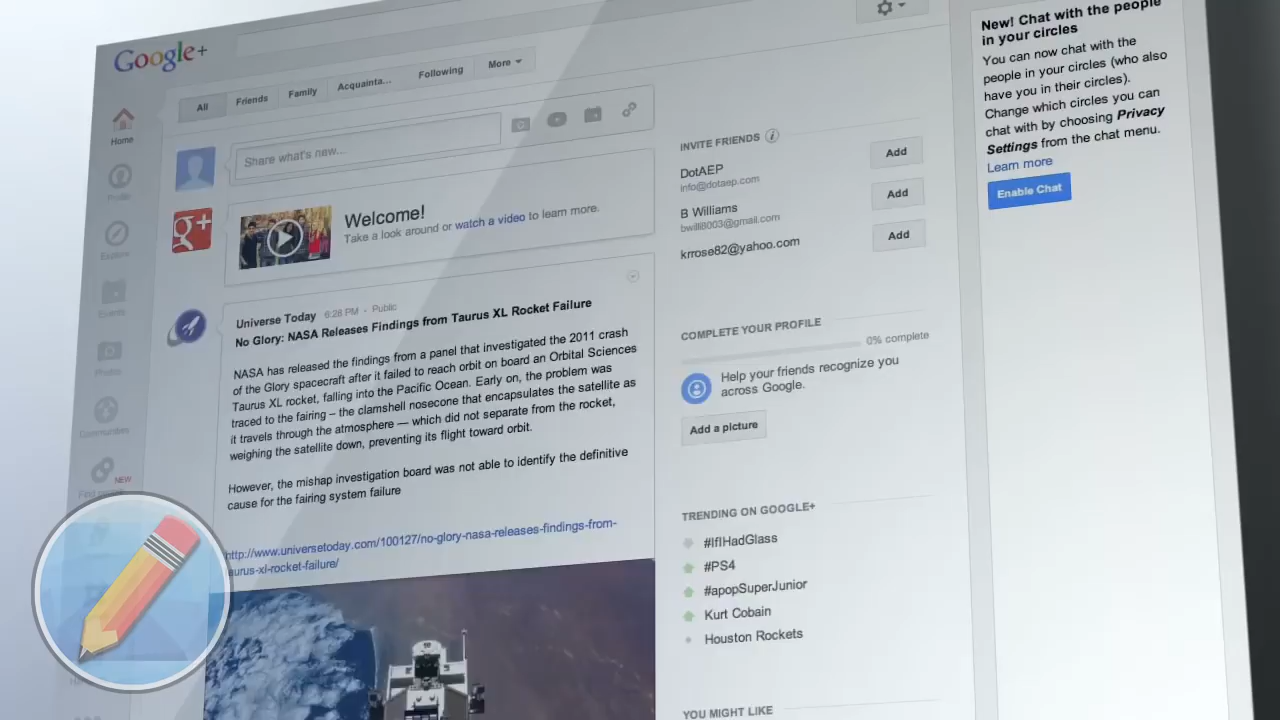 Google+
All
Friends
Family
Acquainta...
Following
More
Home
Profile
Explore
Events
Photos
Communities
NEW
Share what's new...
g+
Welcome!
Take a look around or watch a video to learn more.
Universe Today 6:28 PM - Public
No Glory: NASA Releases Findings from Taurus XL Rocket Failure
NASA has released the findings from a panel that investigated the 2011 crash
of the Glory spacecraft after it failed to reach orbit on board an Orbital Sciences
Taurus XL rocket, falling into the Pacific Ocean. Early on, the problem was
traced to the fairing – the clamshell nosecone that encapsulates the satellite as
it travels through the atmosphere — which did not separate from the rocket,
weighing the satellite down, preventing its flight toward orbit.
However, the mishap investigation board was not able to identify the definitive
cause for the fairing system failure
http://www.universetoday.com/100127/no-glory-nasa-releases-findings-from-
aurus-xl-rocket-failure/
INVITE FRIENDS i
DotAEP
info@dotaep.com
Add
B Williams
bwill8003@gmail.com
Add
krrose82@yahoo.com
Add
COMPLETE YOUR PROFILE
0% complete
Help your friends recognize you
across Google.
Add a picture
TRENDING ON GOOGLE+
#IfIHadGlass
#PS4
#apopSuperJunior
Kurt Cobain
Houston Rockets
YOU MIGHT LIKE
New! Chat with the people
in your circles
You can now chat with the
people in your circles (who also
have you in their circles).
Change which circles you can
chat with by choosing Privacy
Settings from the chat menu.
Learn more
Enable Chat